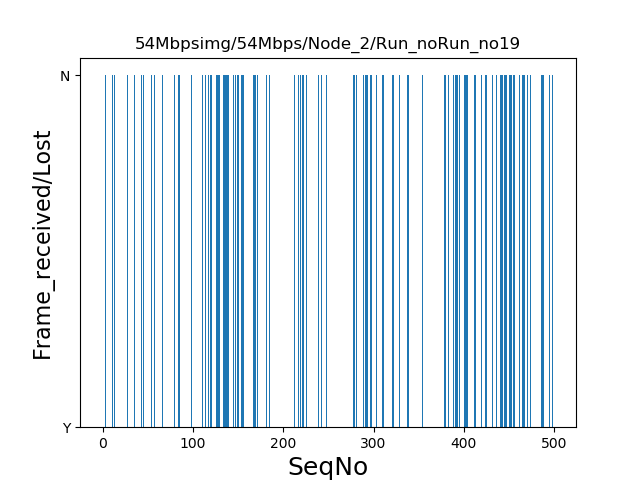 54Mbpsimg/54Mbps/Node_2/Run_noRun_no19
N
Frame_received/Lost
Y
0 100 200 300 400 500
SeqNo